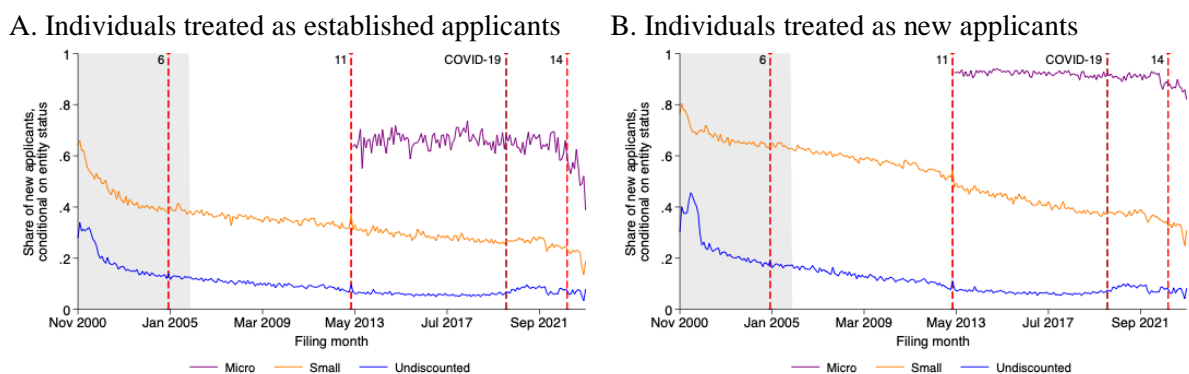 A. Individuals treated as established applicants
B. Individuals treated as new applicants
Share of new applicants,
conditional on entity status
1
.8
.6
.4
.2
0
6
11
COVID-19
14
Nov 2000
Jan 2005
Mar 2009
May 2013
Jul 2017
Sep 2021
Filing month
Micro
Small
Undiscounted
Share of new applicants,
conditional on entity status
1
.8
.6
.4
.2
0
6
11
COVID-19
14
Nov 2000
Jan 2005
Mar 2009
May 2013
Jul 2017
Sep 2021
Filing month
Micro
Small
Undiscounted